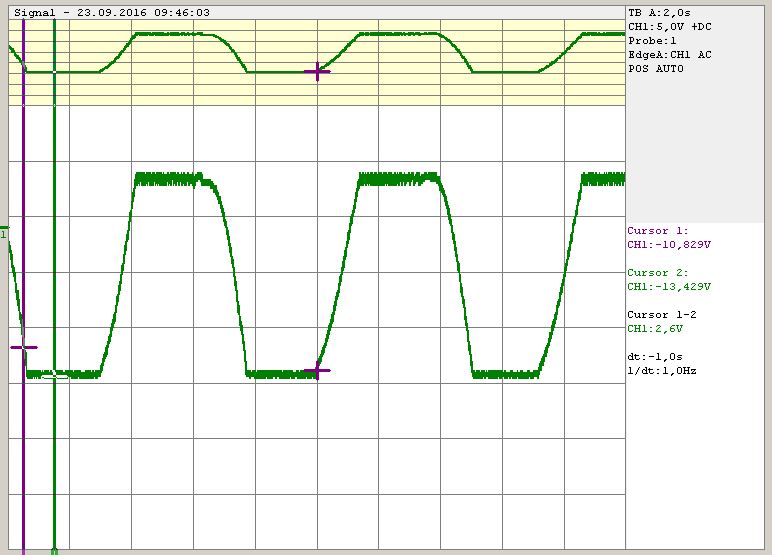 Signal - 23.09.2016 09:46:03
TB A:2,0s
CH1:5,0V +DC
Probe:1
EdgeA:CH1 AC
POS AUTO
1
Cursor 1:
CH1:-10,829V
Cursor 2:
CH1:-13,429V
Cursor 1-2
CH1:2,6V
dt:-1,0s
1/dt:1,0Hz